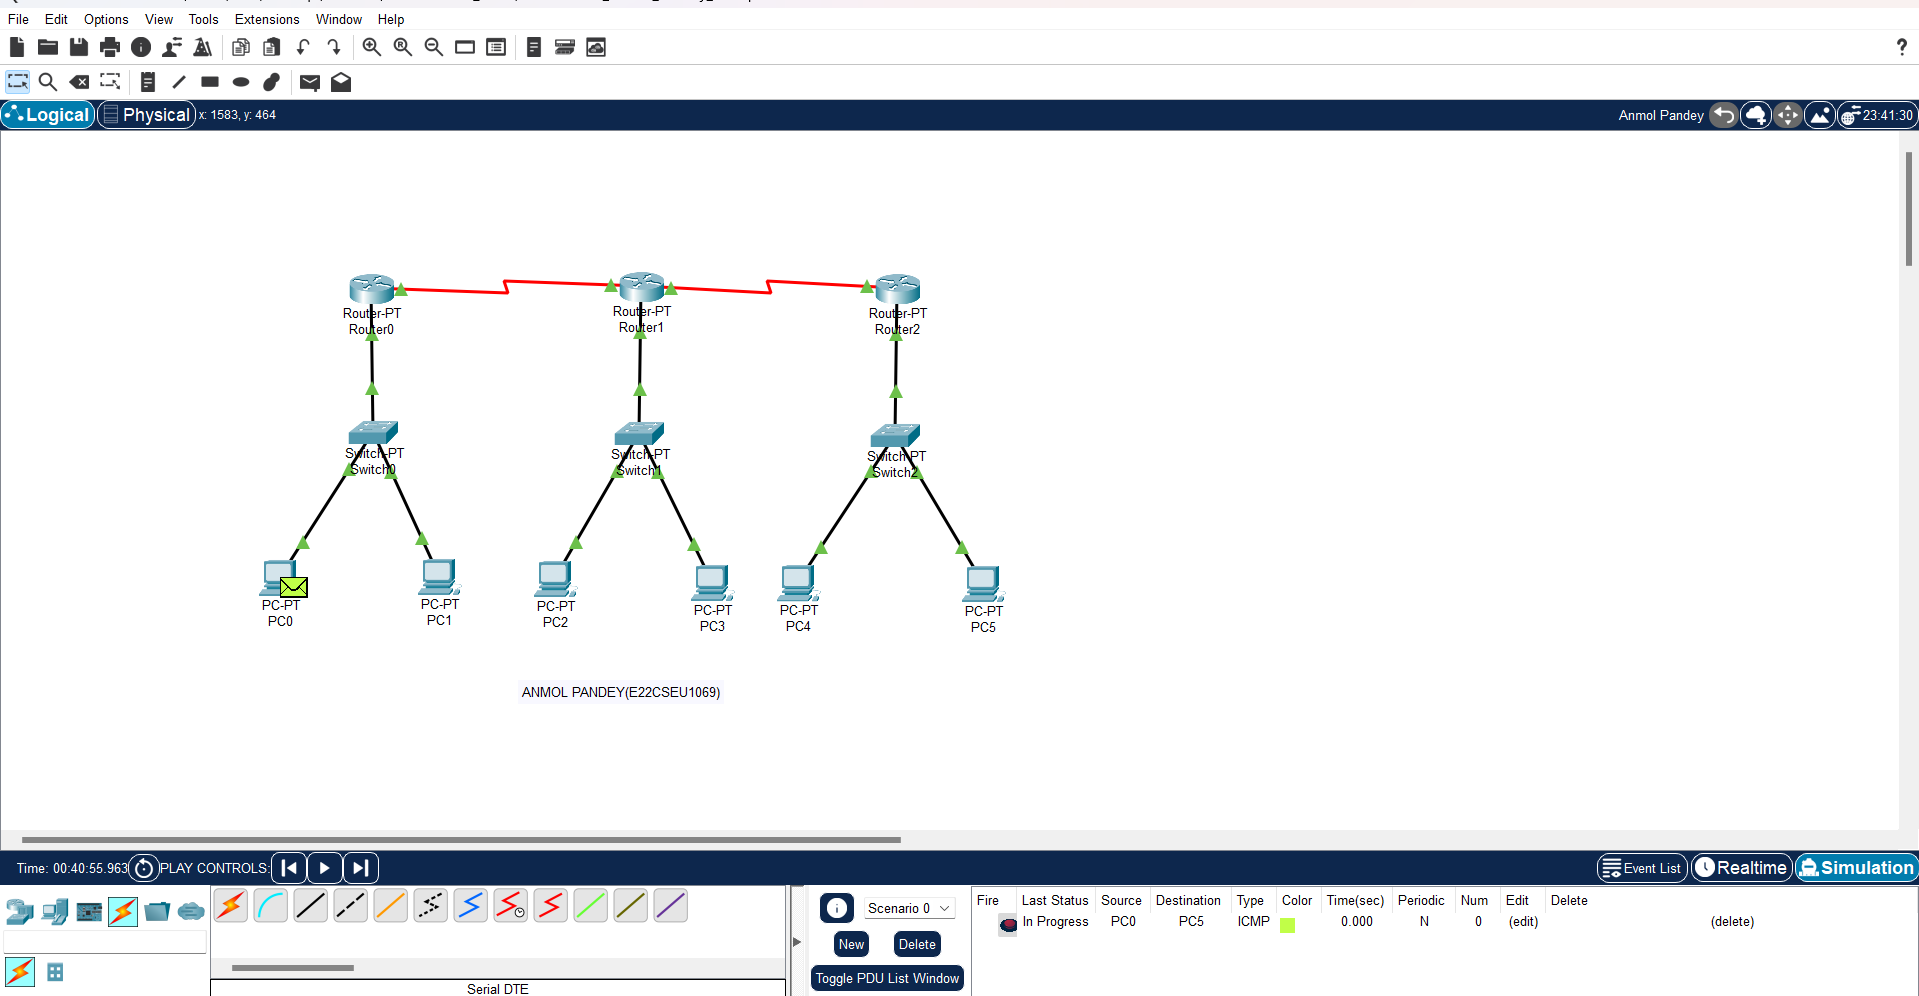 File Edit Options View Tools Extensions Window Help
?
Logical Physical x: 1583, y: 464 Anmol Pandey 23:41:30
Router-PT
Router0
Router-PT
Router1
Router-PT
Router2
Switch-PT
Switch0
Switch-PT
Switch1
Switch-PT
Switch2
PC-PT
PC0
PC-PT
PC1
PC-PT
PC2
PC-PT
PC3
PC-PT
PC4
PC-PT
PC5
ANMOL PANDEY(E22CSEU1069)
Time: 00:40:55.963 PLAY CONTROLS: Event List Realtime Simulation
Serial DTE
Scenario 0
New Delete
Toggle PDU List Window
Fire Last Status Source Destination Type Color Time(sec) Periodic Num Edit Delete
In Progress PC0 PC5 ICMP 0.000 N 0 (edit) (delete)